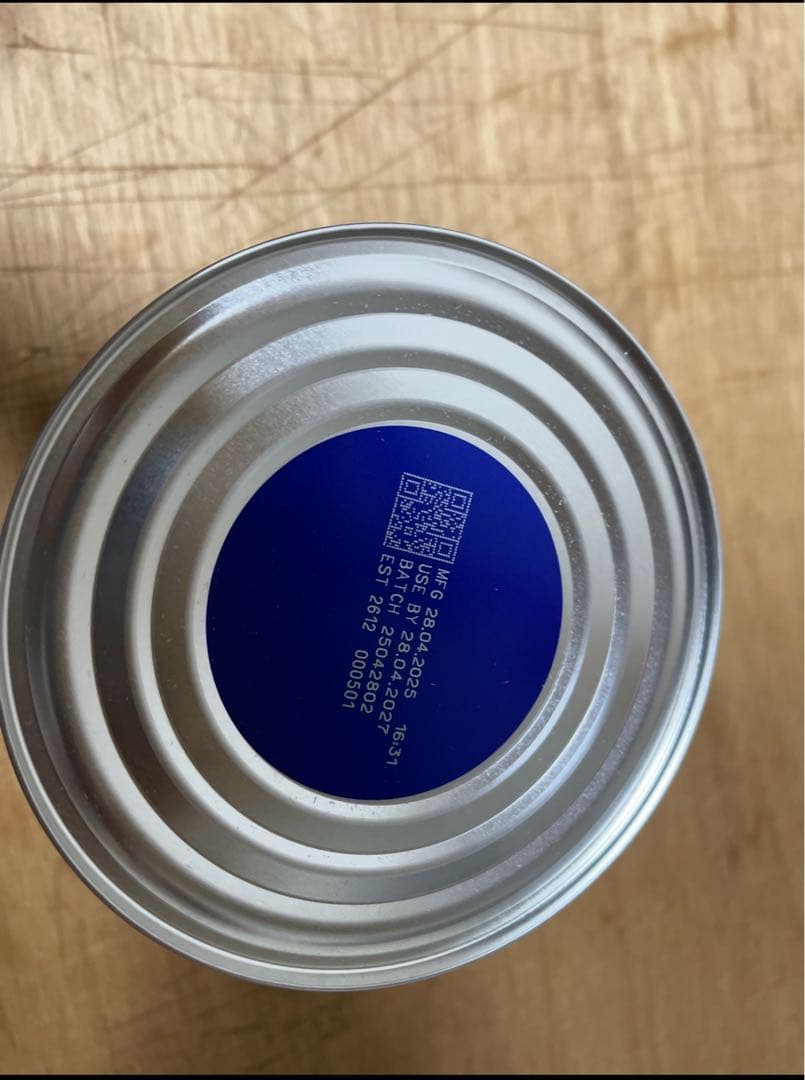 MFG 28.04.2025 16:31
USE BY 28.04.2027
BATCH 25042802
EST 2612 000501